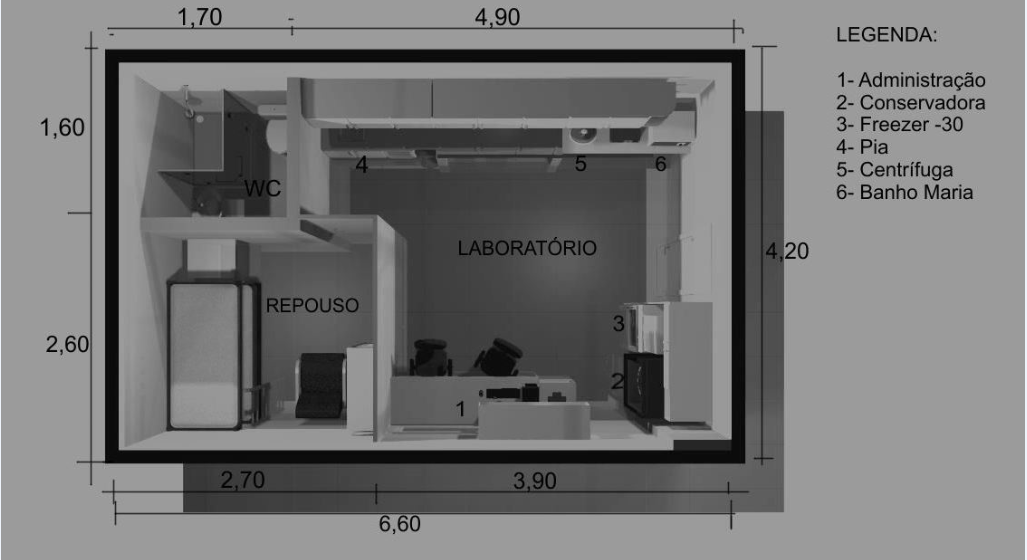 1,70
4,90
LEGENDA:
1- Administração
2- Conservadora
3- Freezer -30
4- Pia
5- Centrífuga
6- Banho Maria
1,60
4
5
6
WC
LABORATÓRIO
4,20
REPOUSO
3
2,60
2
1
2,70
3,90
6,60